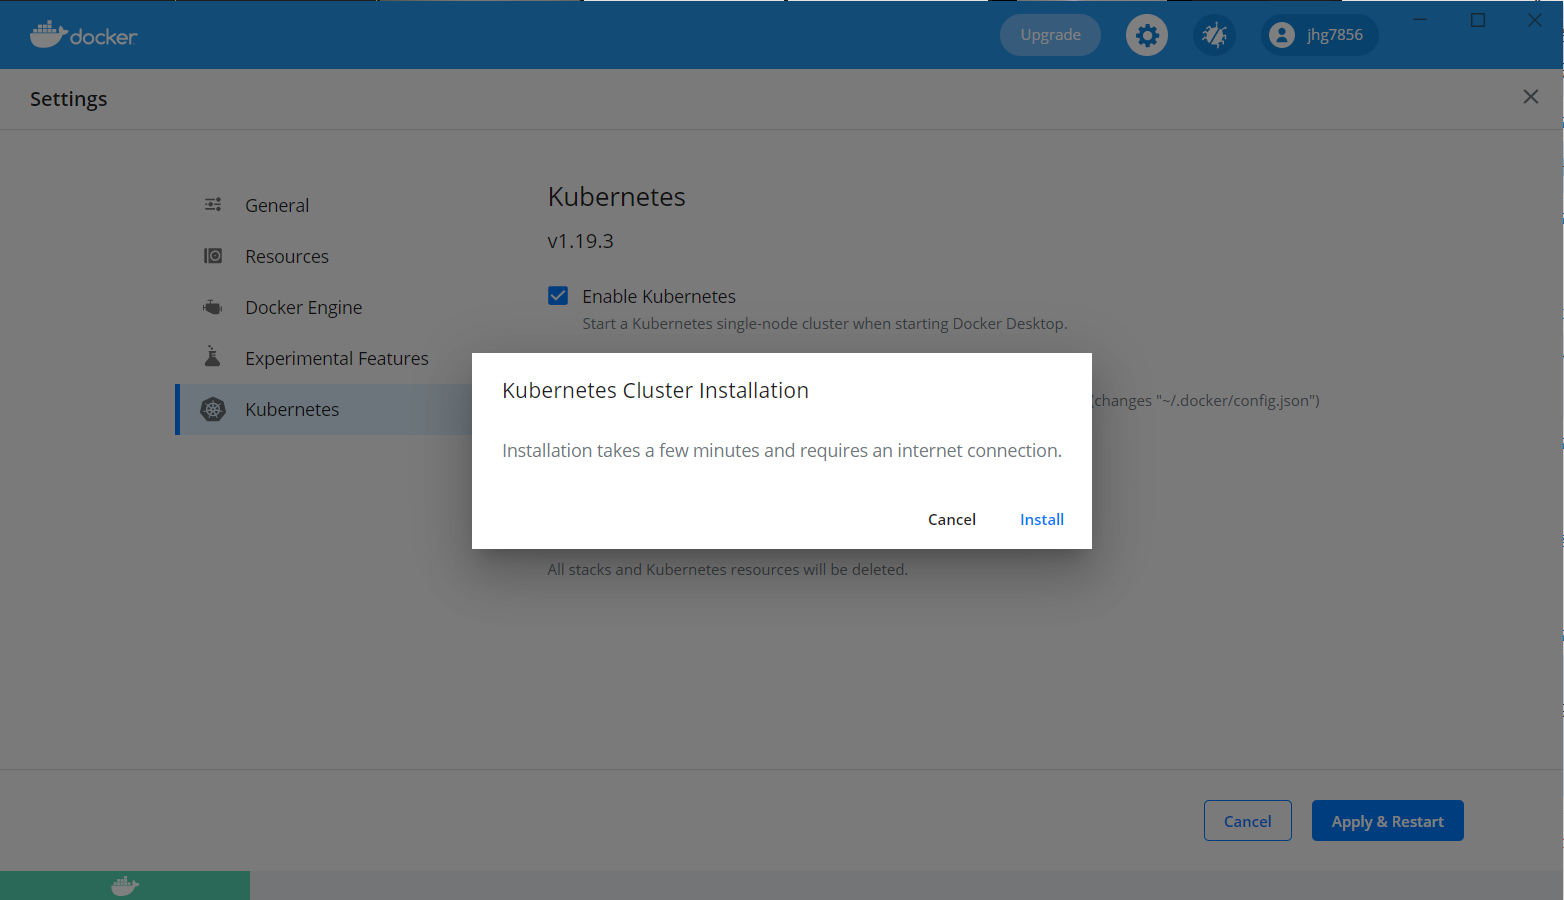 docker
Upgrade
jhg7856
Settings
General
Resources
Docker Engine
Experimental Features
Kubernetes
Kubernetes
v1.19.3
Enable Kubernetes
Start a Kubernetes single-node cluster when starting Docker Desktop.
(changes "~/.docker/config.json")
Kubernetes Cluster Installation
Installation takes a few minutes and requires an internet connection.
Cancel
Install
All stacks and Kubernetes resources will be deleted.
Cancel
Apply & Restart